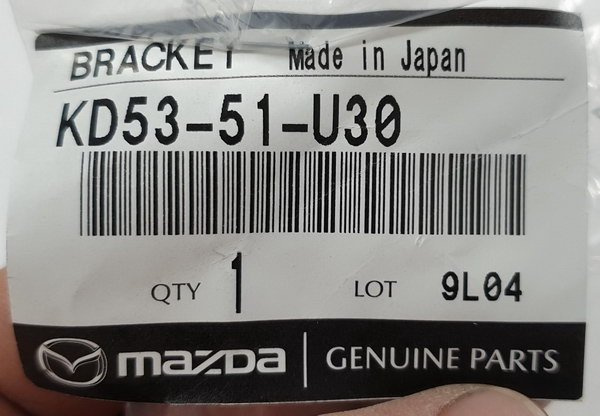 BRACKET Made in Japan
KD53-51-U30
QTY 1 LOT 9L04
mazda GENUINE PARTS